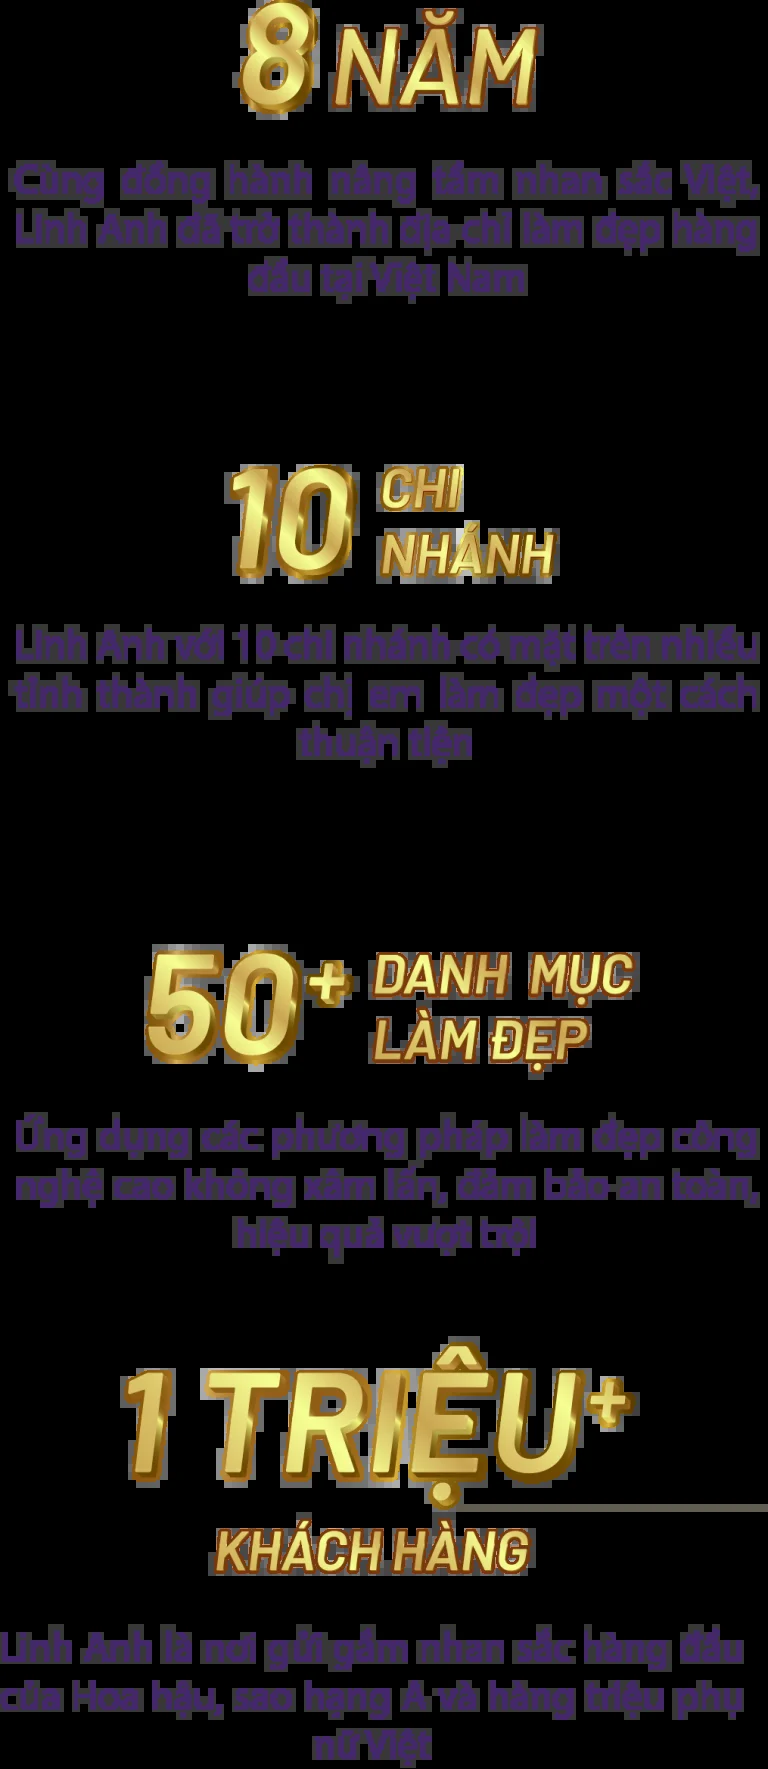 8 NĂM
Cùng đồng hành nâng tầm nhan sắc Việt,
Linh Anh đã trở thành địa chỉ làm đẹp hàng
đầu tại Việt Nam
10 CHI
NHÁNH
Linh Anh với 10 chi nhánh có mặt trên nhiều
tỉnh thành giúp chị em làm đẹp một cách
thuận tiện
50+ DANH MỤC
LÀM ĐẸP
Ứng dụng các phương pháp làm đẹp công
nghệ cao không xâm lấn, đảm bảo an toàn,
hiệu quả vượt trội
1 TRIỆU+
KHÁCH HÀNG
Linh Anh là nơi gửi gắm nhan sắc hàng đầu
của Hoa hậu, sao hạng A và hàng triệu phụ
nữ Việt